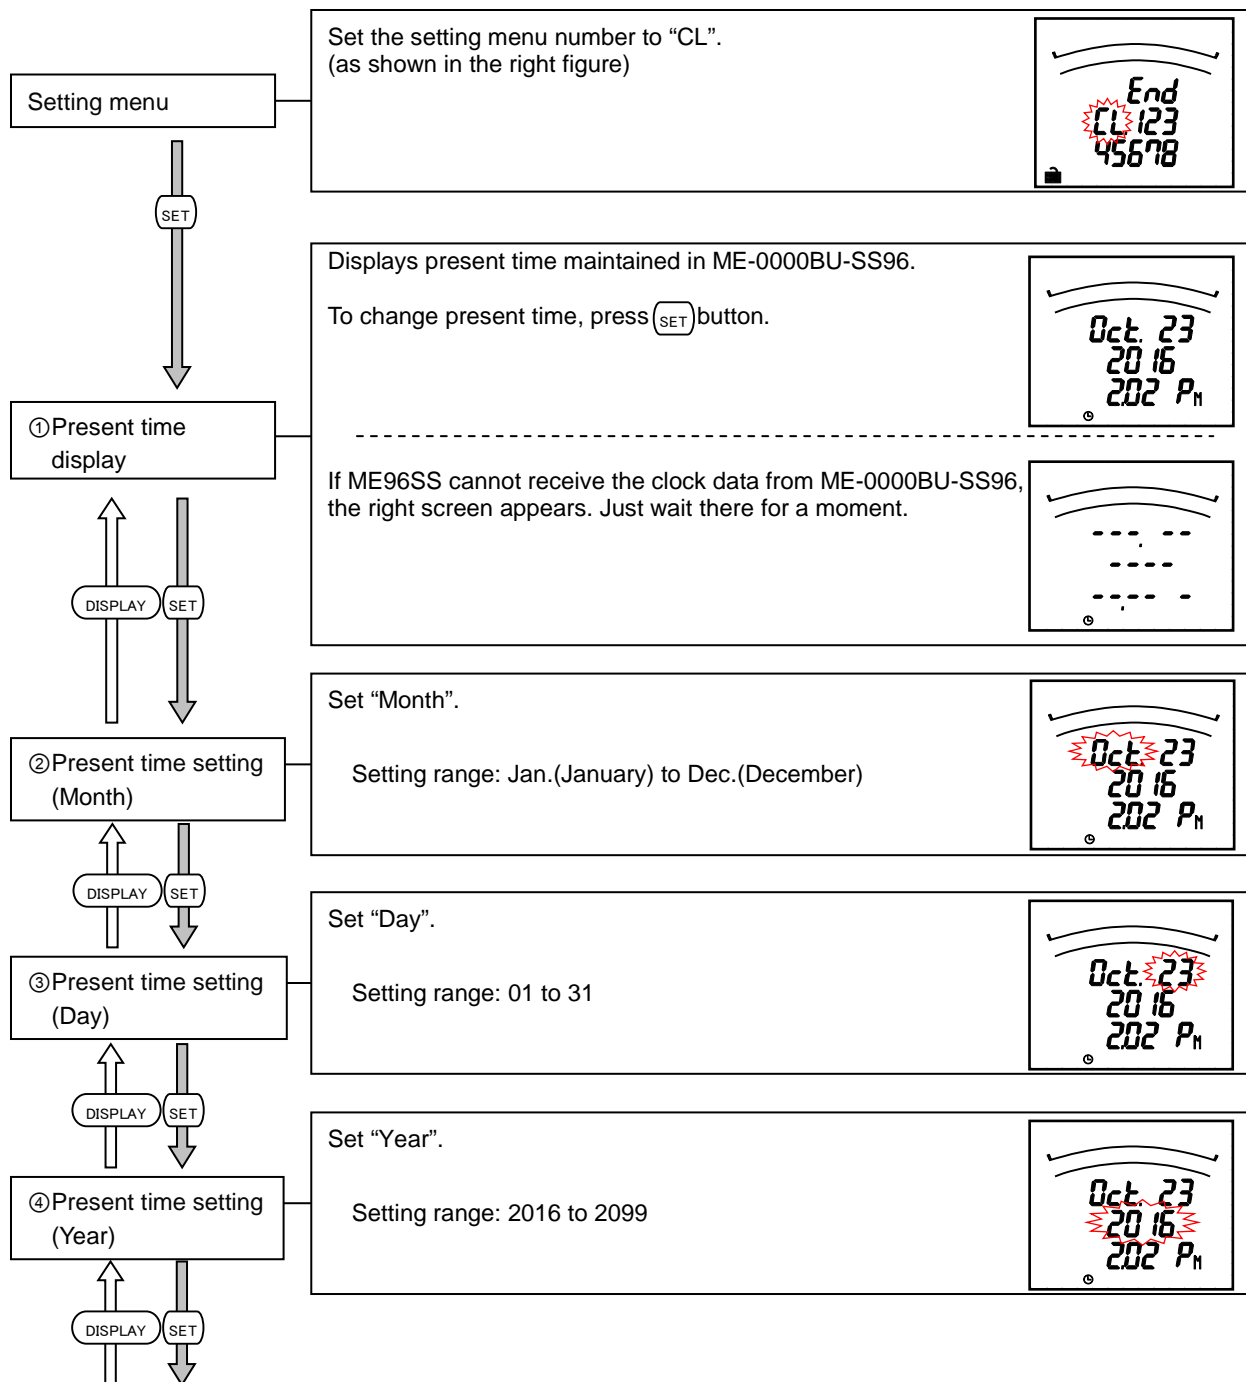 Set the setting menu number to “CL”.
(as shown in the right figure)
Setting menu
End
CL.123
45678
SET
Displays present time maintained in ME-0000BU-SS96.
To change present time, press SET button.
Oct. 23
2016
2.02 PM
①Present time
display
If ME96SS cannot receive the clock data from ME-0000BU-SS96,
the right screen appears. Just wait there for a moment.
---. --
----
--.-- -
DISPLAY SET
Set “Month”.
②Present time setting
(Month)
Setting range: Jan.(January) to Dec.(December)
Oct. 23
2016
2.02 PM
DISPLAY SET
Set “Day”.
③Present time setting
(Day)
Setting range: 01 to 31
Oct. 23
2016
2.02 PM
DISPLAY SET
Set “Year”.
④Present time setting
(Year)
Setting range: 2016 to 2099
Oct. 23
2016
2.02 PM
DISPLAY SET